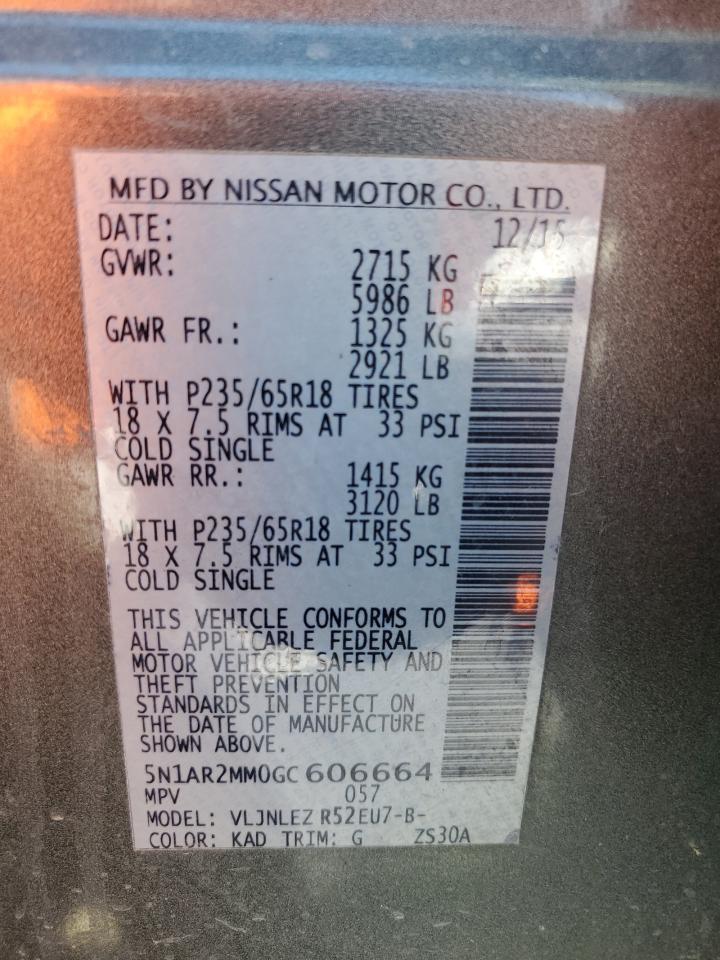 MFD BY NISSAN MOTOR CO., LTD.
DATE: 12/15
GVWR: 2715 KG
5986 LB
GAWR FR.: 1325 KG
2921 LB
WITH P235/65R18 TIRES
18 X 7.5 RIMS AT 33 PSI
COLD SINGLE
GAWR RR.: 1415 KG
3120 LB
WITH P235/65R18 TIRES
18 X 7.5 RIMS AT 33 PSI
COLD SINGLE
THIS VEHICLE CONFORMS TO
ALL APPLICABLE FEDERAL
MOTOR VEHICLE SAFETY AND
THEFT PREVENTION
STANDARDS IN EFFECT ON
THE DATE OF MANUFACTURE
SHOWN ABOVE.
5N1AR2MM0GC606664
MPV 057
MODEL: VLJNLEZ R52EU7-B-
COLOR: KAD TRIM: G ZS30A